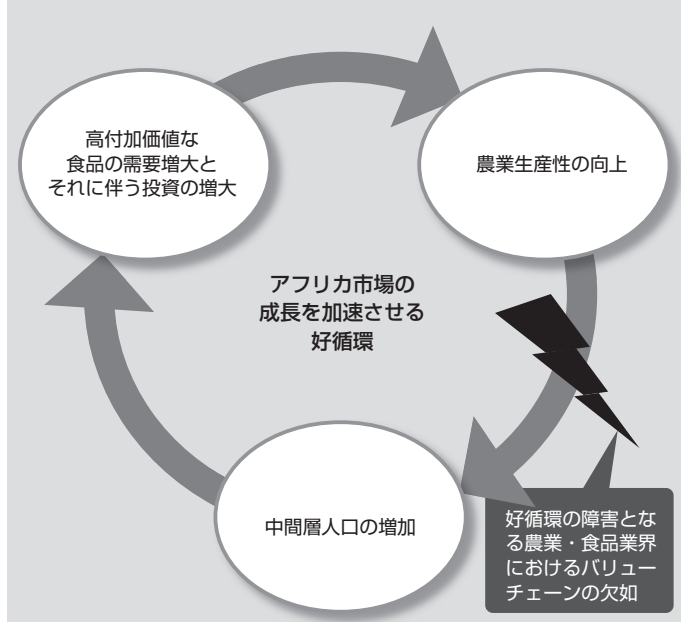 高付加価値な
食品の需要増大と
それに伴う投資の増大
農業生産性の向上
アフリカ市場の
成長を加速させる
好循環
中間層人口の増加
好循環の障害とな
る農業・食品業界
におけるバリュー
チェーンの欠如